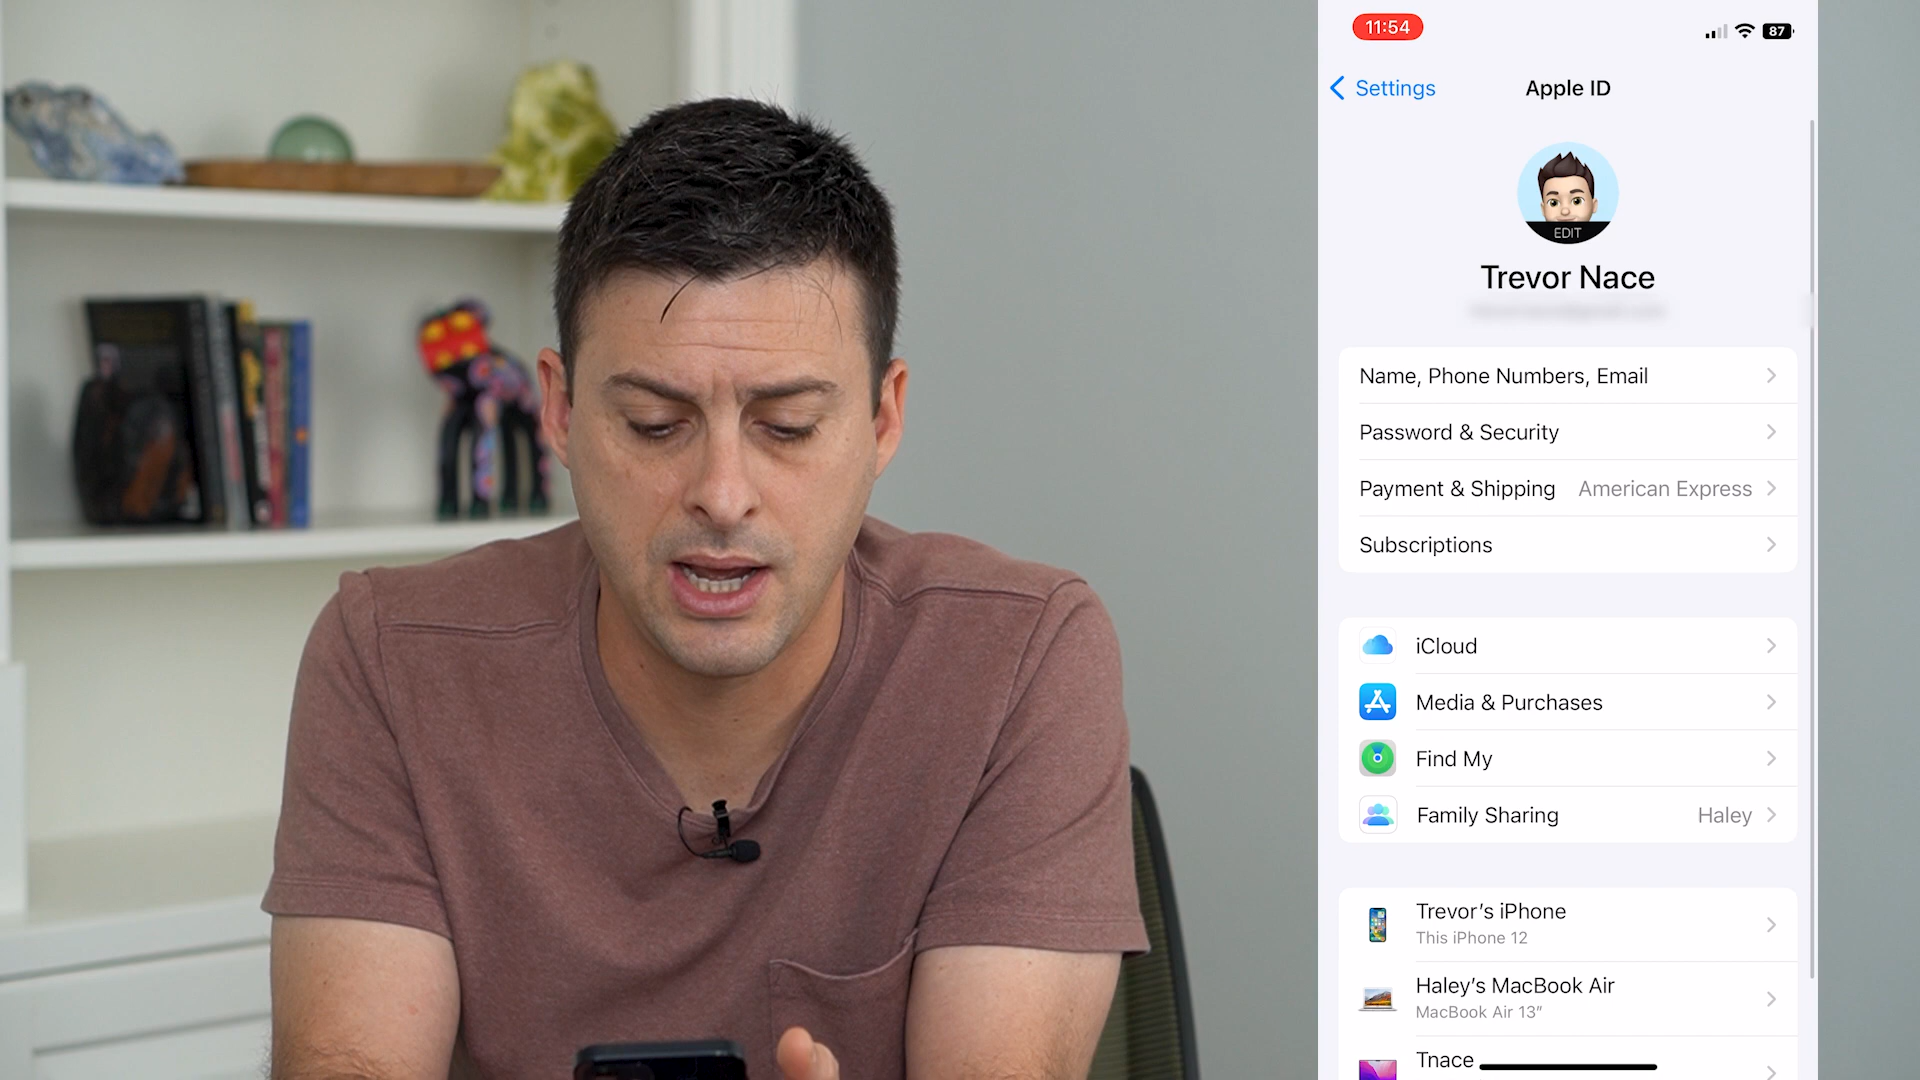 11:54
87
Settings
Apple ID
EDIT
Trevor Nace
Name, Phone Numbers, Email
Password & Security
Payment & Shipping American Express
Subscriptions
iCloud
Media & Purchases
Find My
Family Sharing Haley
Trevor's iPhone
This iPhone 12
Haley's MacBook Air
MacBook Air 13"
Tnace